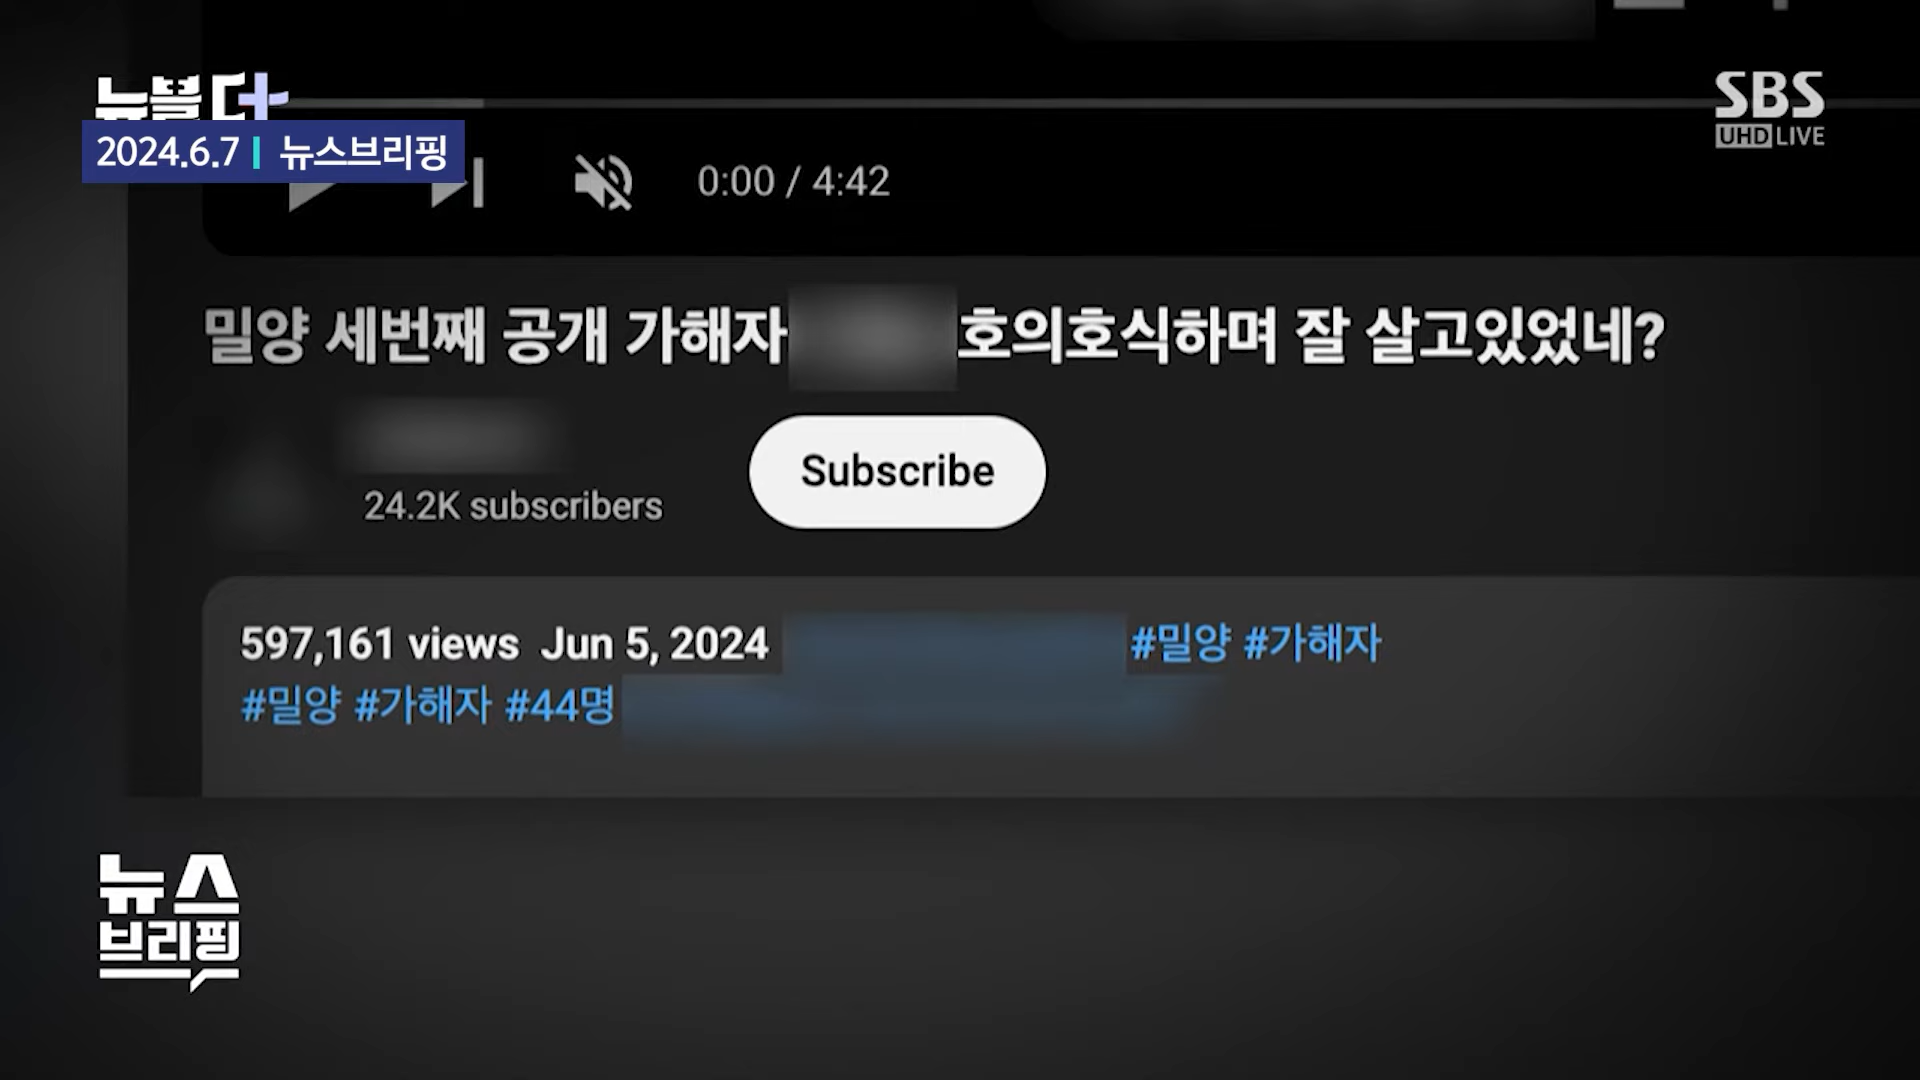 뉴블더+
SBS
UHD LIVE
2024.6.7 | 뉴스브리핑
0:00 / 4:42
밀양 세번째 공개 가해자 호의호식하며 잘 살고있었네?
Subscribe
24.2K subscribers
597,161 views Jun 5, 2024 #밀양 #가해자
#밀양 #가해자 #44명
뉴스
브리핑